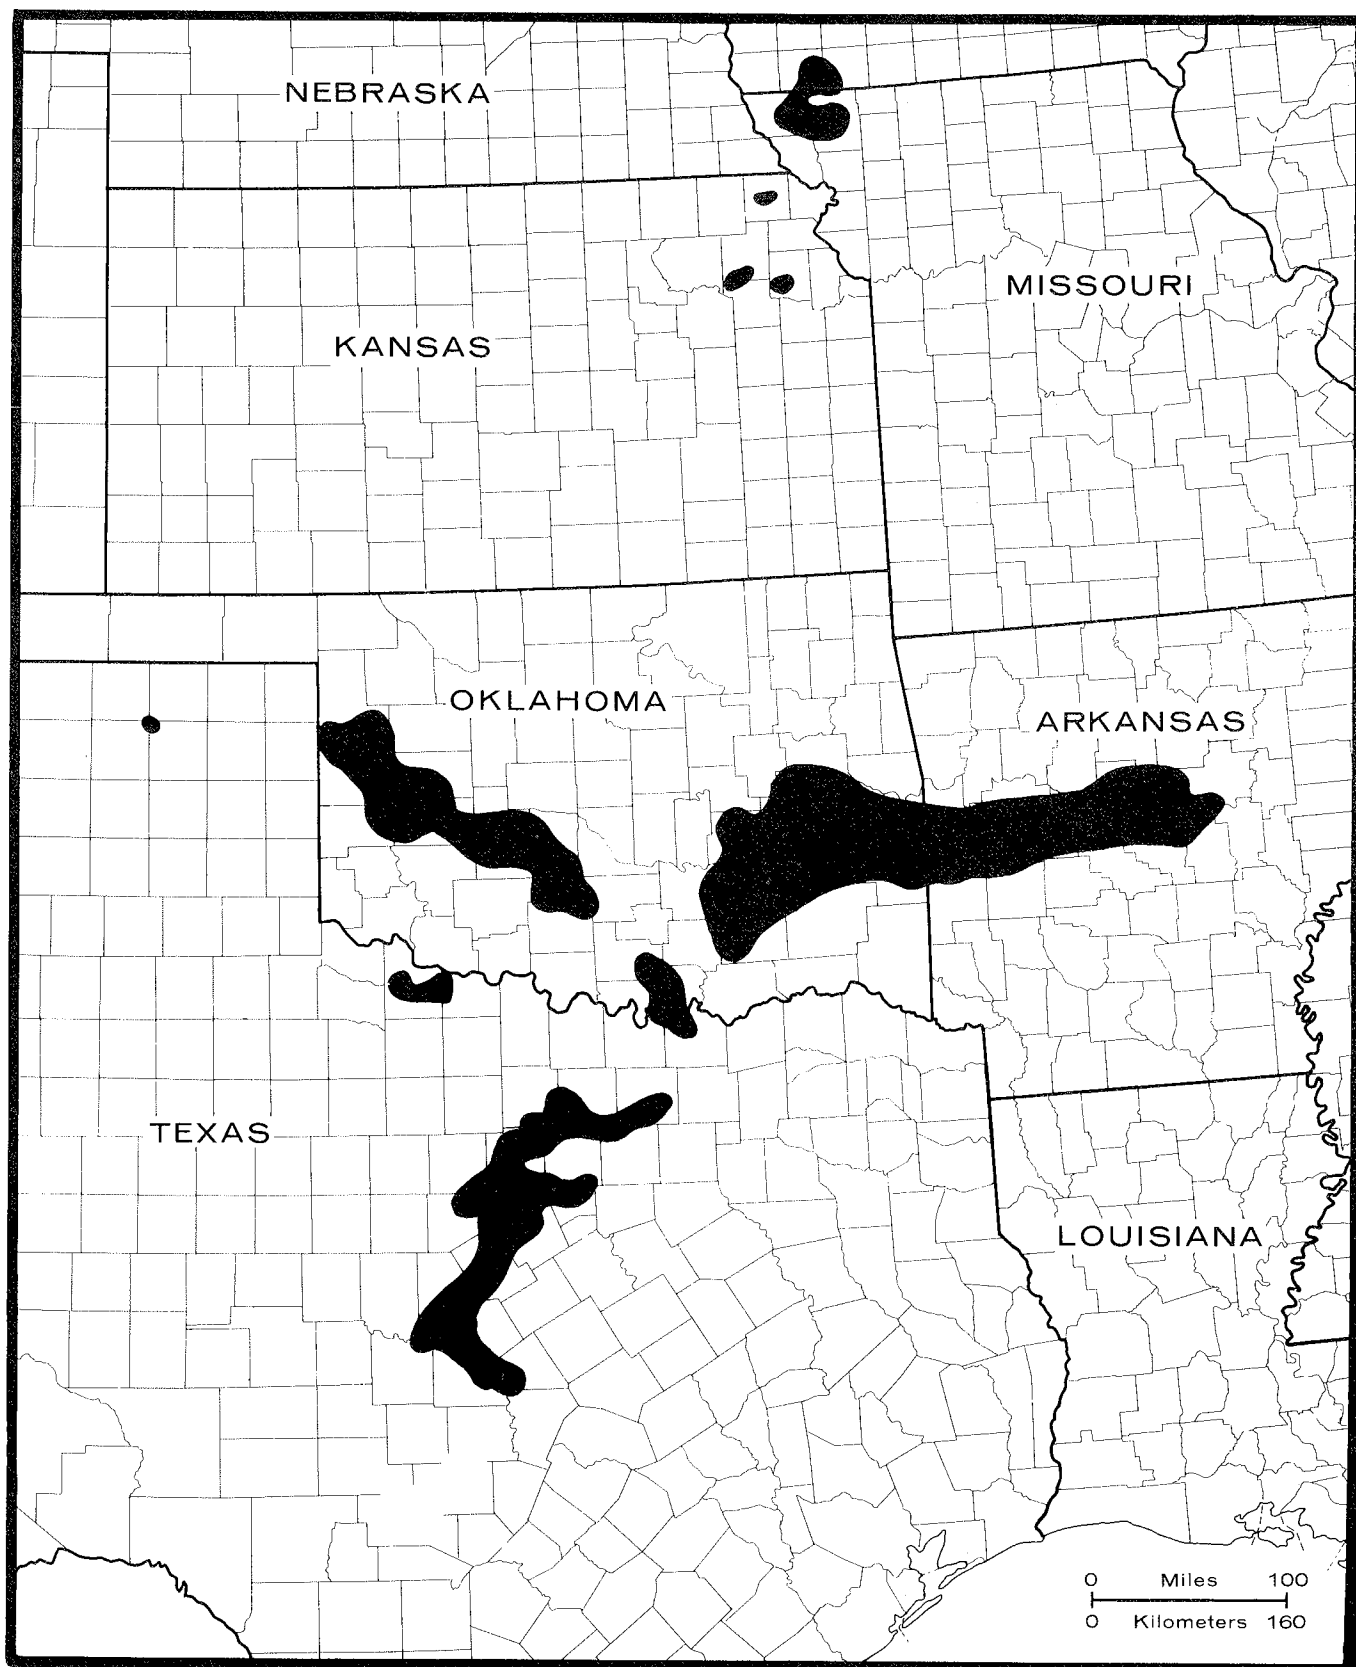 NEBRASKA
MISSOURI
KANSAS
OKLAHOMA
ARKANSAS
TEXAS
LOUISIANA
0 Miles 100
0 Kilometers 160